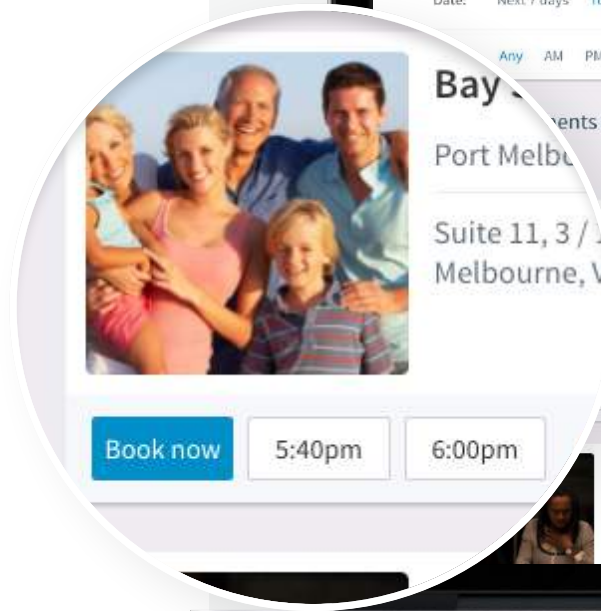 Date: Next 7 days
Any AM PM
Bay
Port
Suite 11, 3 /
Melbourne,
Book now 5:40pm 6:00pm